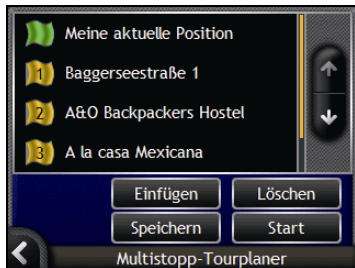 Meine aktuelle Position
1 Baggerseestraße 1
2 A&O Backpackers Hostel
3 A la casa Mexicana
Einfügen Löschen
Speichern Start
Multistopp-Tourplaner